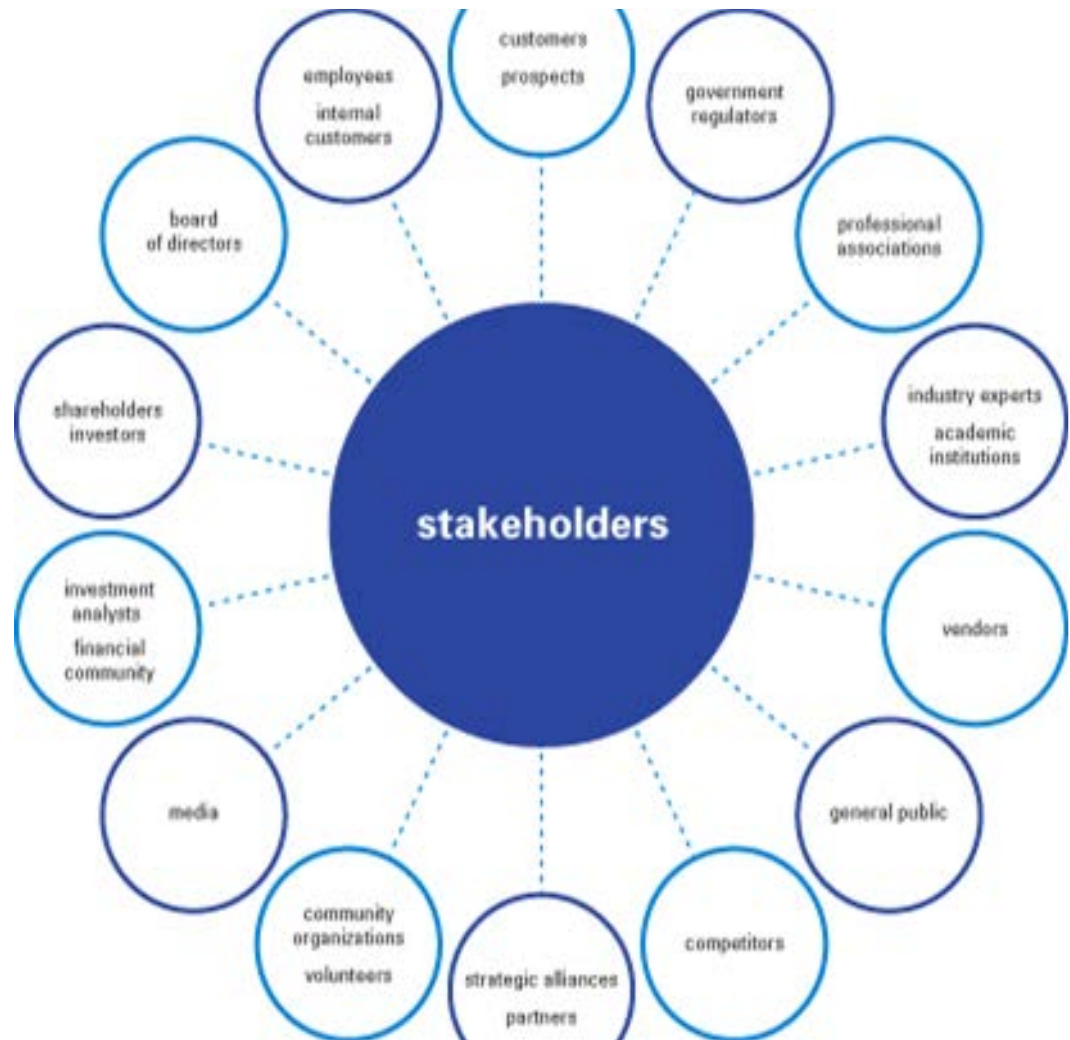 customers
prospects
government
regulators
professional
associations
industry experts
academic
institutions
vendors
general public
competitors
strategic alliances
partners
community
organizations
volunteers
media
investment
analysts
financial
community
shareholders
investors
board
of directors
employees
internal
customers
stakeholders